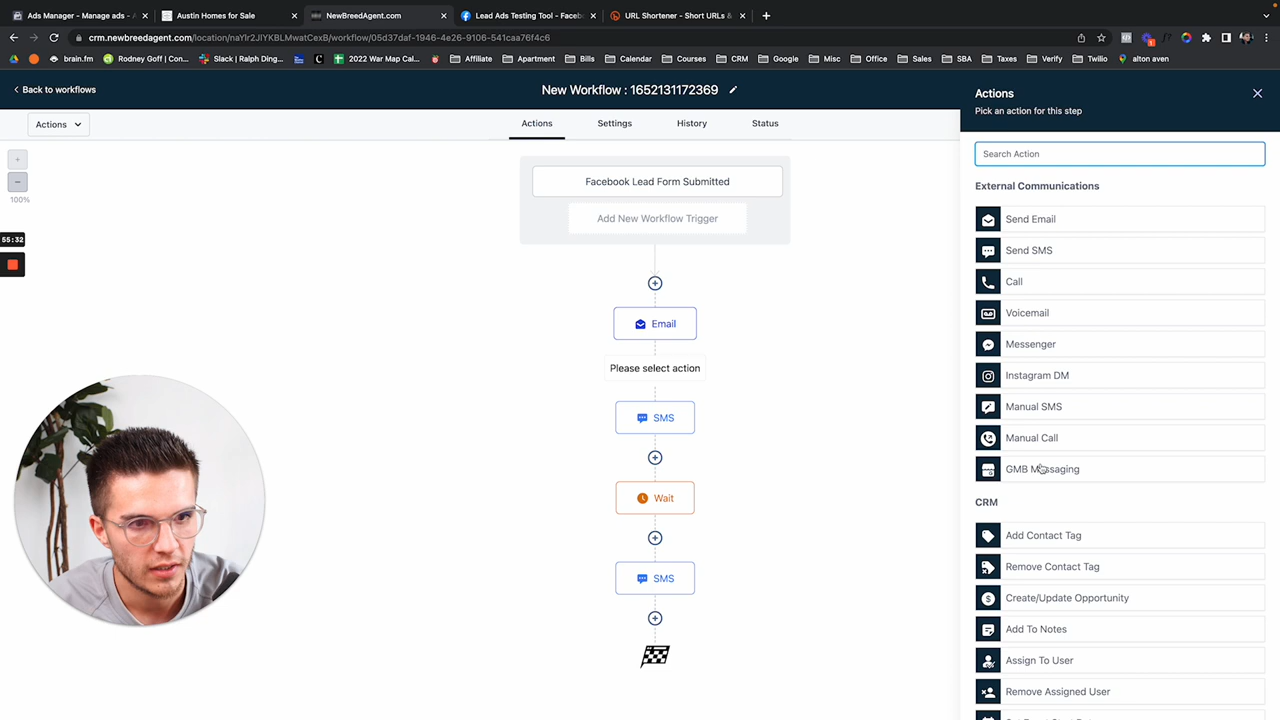 Ads Manager - Manage ads - A
Austin Homes for Sale
NewBreedAgent.com
Lead Ads Testing Tool - Faceb
URL Shortener - Short URLs &
crm.newbreedagent.com/location/naYlr2JlYKBLMwatCexB/workflow/05d37daf-1946-4e26-9106-541caa76f4c6
brain.fm
Rodney Goff | Con...
Slack | Ralph Ding...
2022 War Map Cal...
Affiliate
Apartment
Bills
Calendar
Courses
CRM
Google
Misc
Office
Sales
SBA
Taxes
Verify
Twilio
alton aven
Back to workflows
New Workflow : 1652131172369
Actions
Actions
Settings
History
Status
100%
55:32
Facebook Lead Form Submitted
Add New Workflow Trigger
Email
Please select action
SMS
Wait
SMS
Actions
Pick an action for this step
Search Action
External Communications
Send Email
Send SMS
Call
Voicemail
Messenger
Instagram DM
Manual SMS
Manual Call
GMB Messaging
CRM
Add Contact Tag
Remove Contact Tag
Create/Update Opportunity
Add To Notes
Assign To User
Remove Assigned User